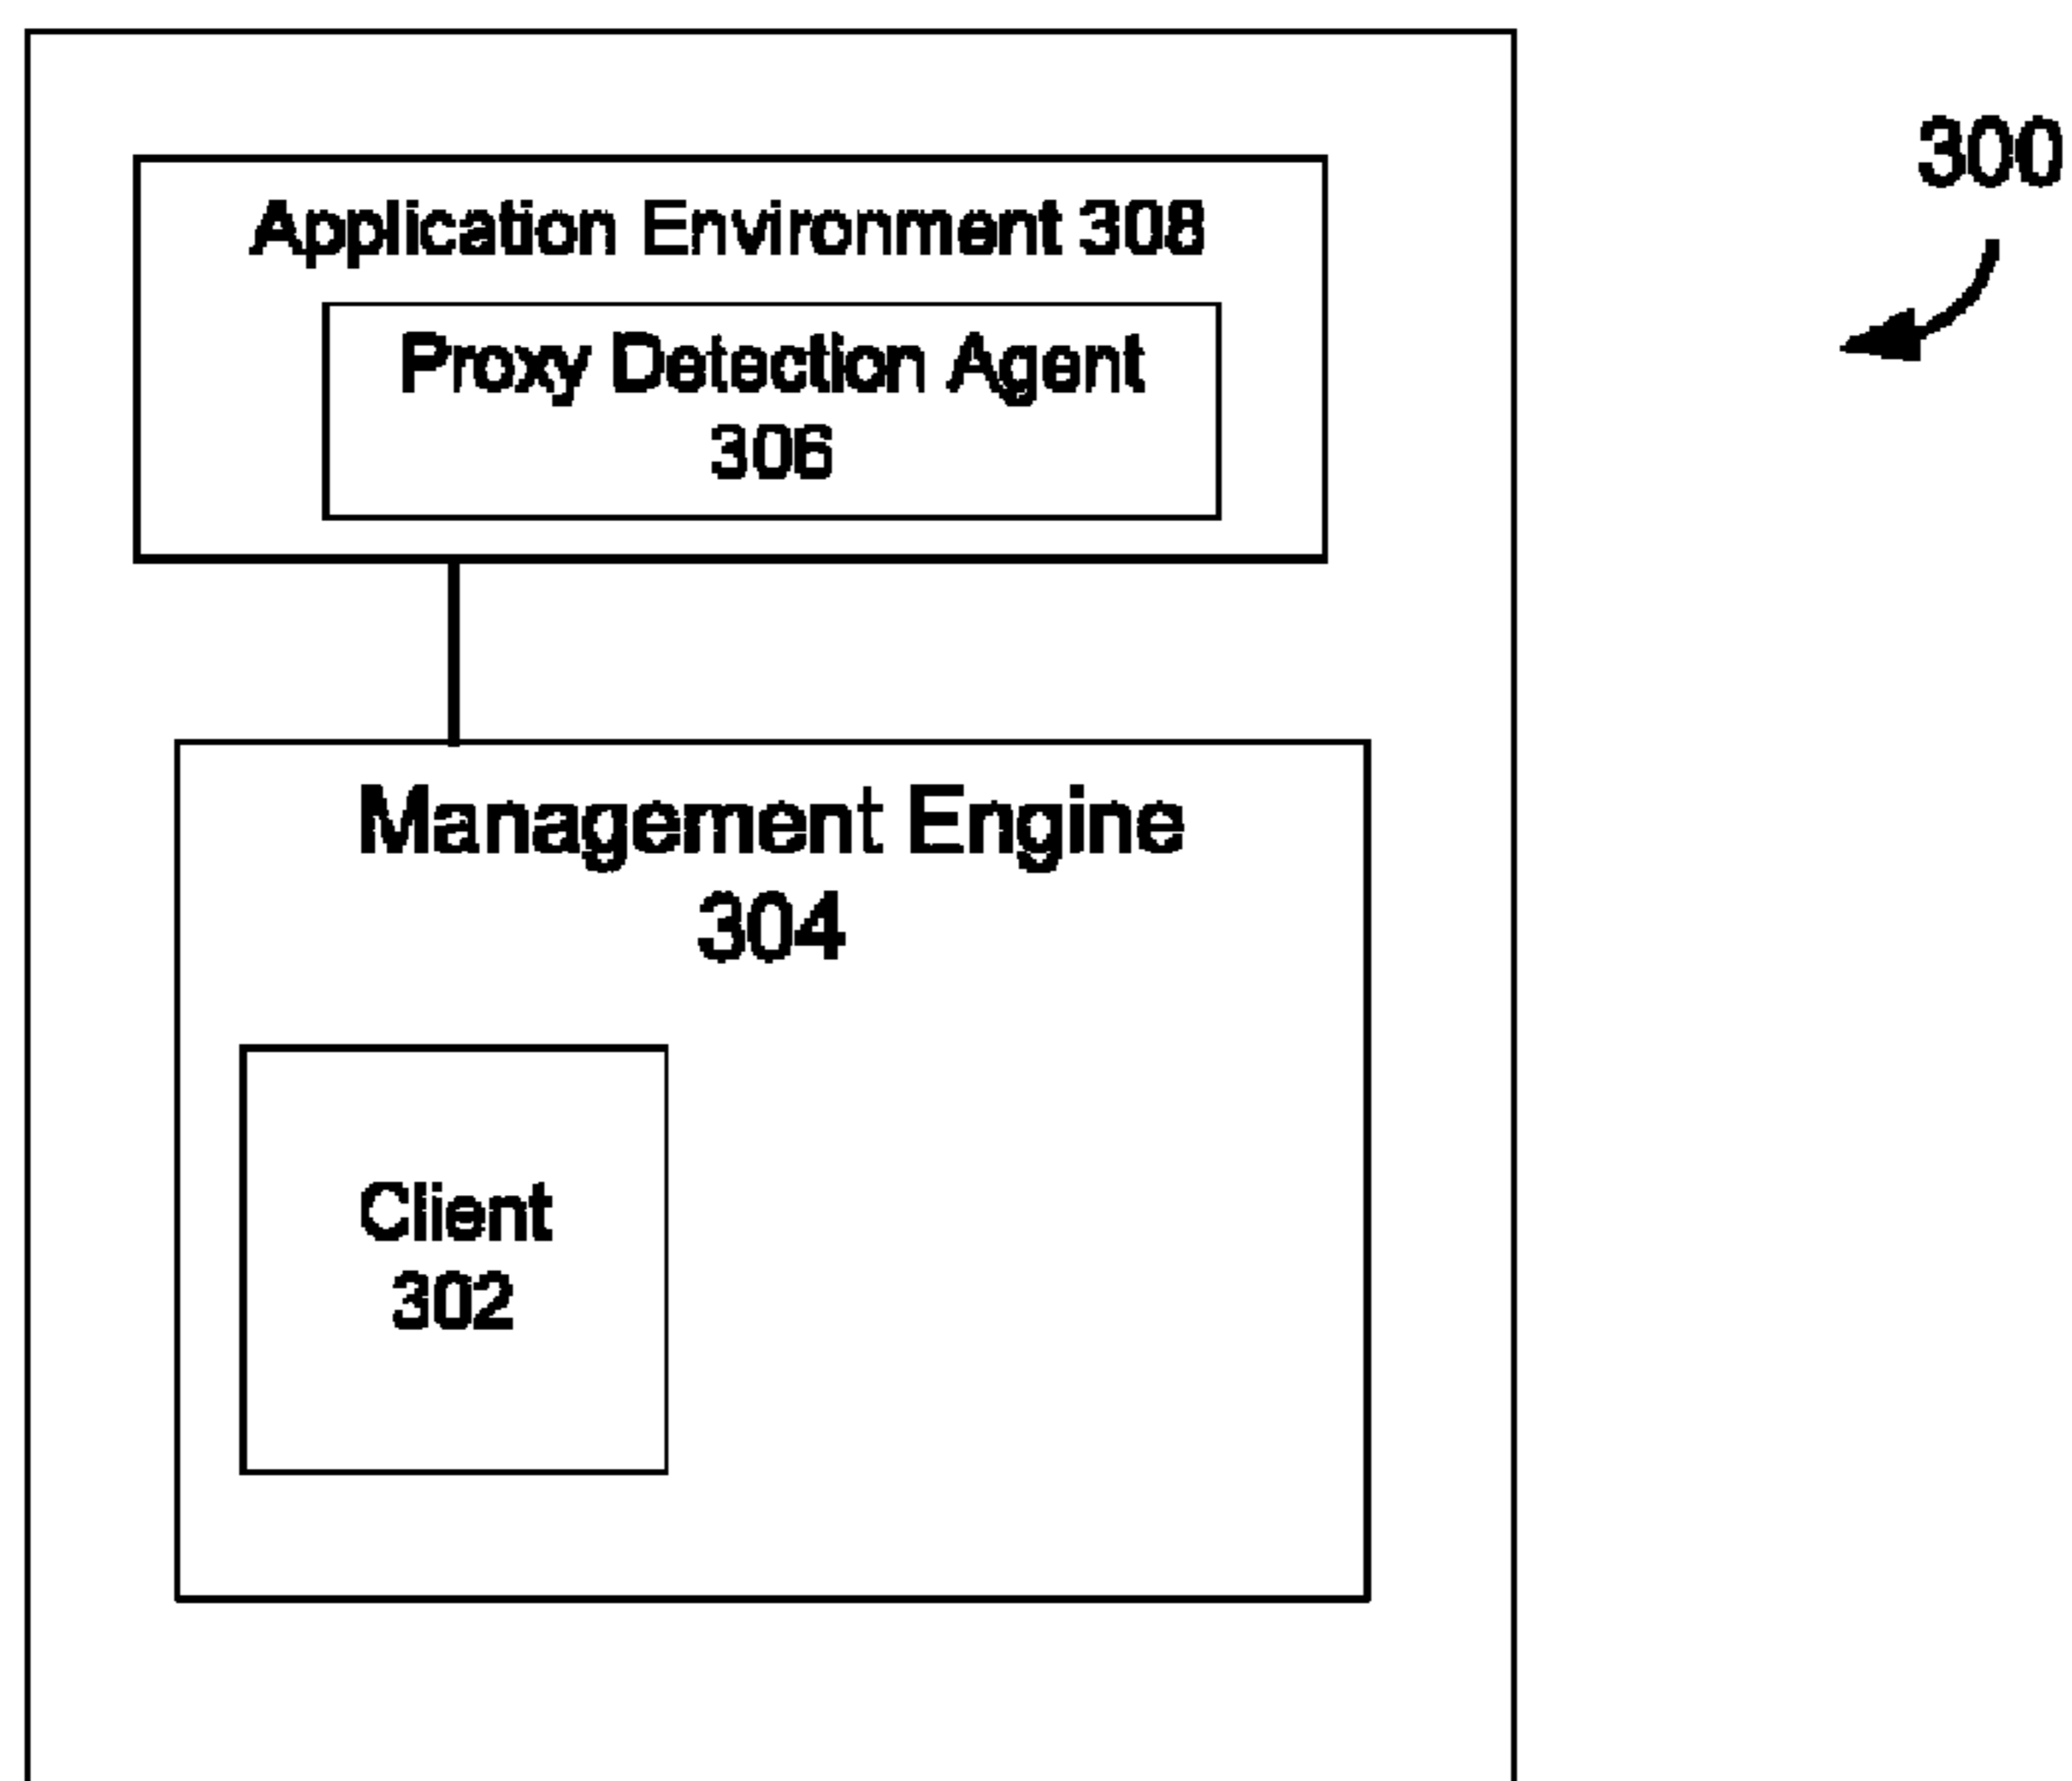 300
Application Environment 308
Proxy Detection Agent
306
Management Engine
304
Client
302